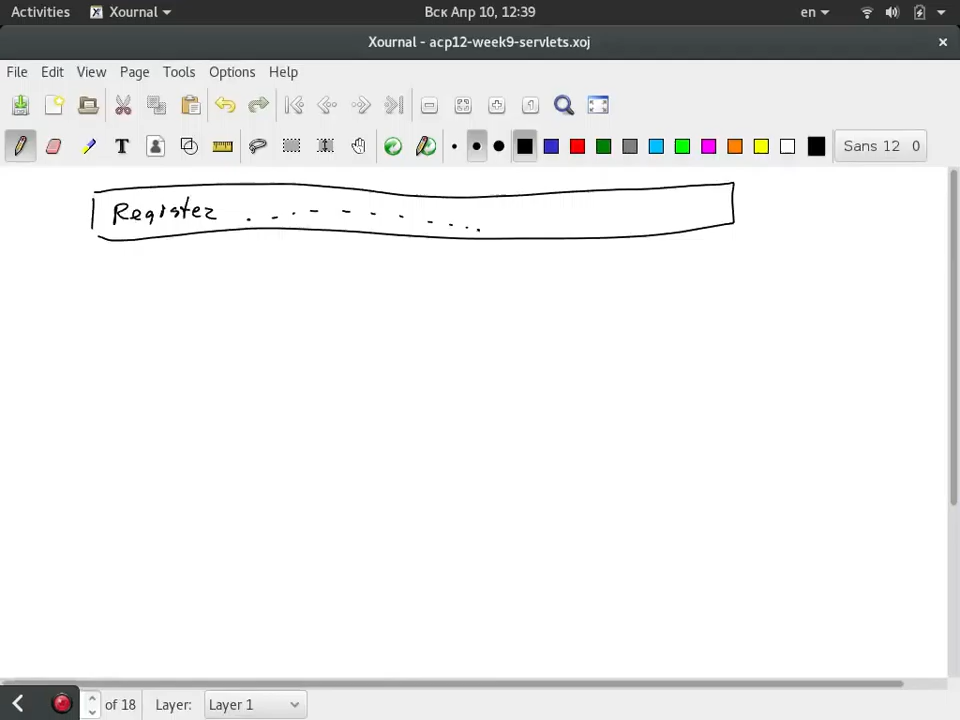 Activities Xournal Вск Апр 10, 12:39 en
Xournal - acp12-week9-servlets.xoj
File Edit View Page Tools Options Help
Sans 12 0
Register
of 18 Layer: Layer 1